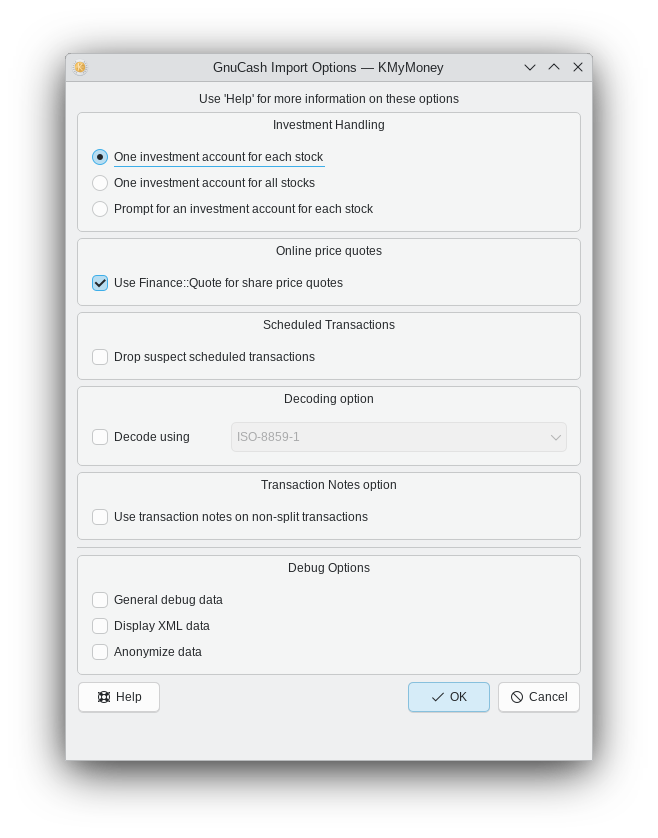 GnuCash Import Options — KMyMoney
Use 'Help' for more information on these options
Investment Handling
One investment account for each stock
One investment account for all stocks
Prompt for an investment account for each stock
Online price quotes
Use Finance::Quote for share price quotes
Scheduled Transactions
Drop suspect scheduled transactions
Decoding option
Decode using ISO-8859-1
Transaction Notes option
Use transaction notes on non-split transactions
Debug Options
General debug data
Display XML data
Anonymize data
Help OK Cancel